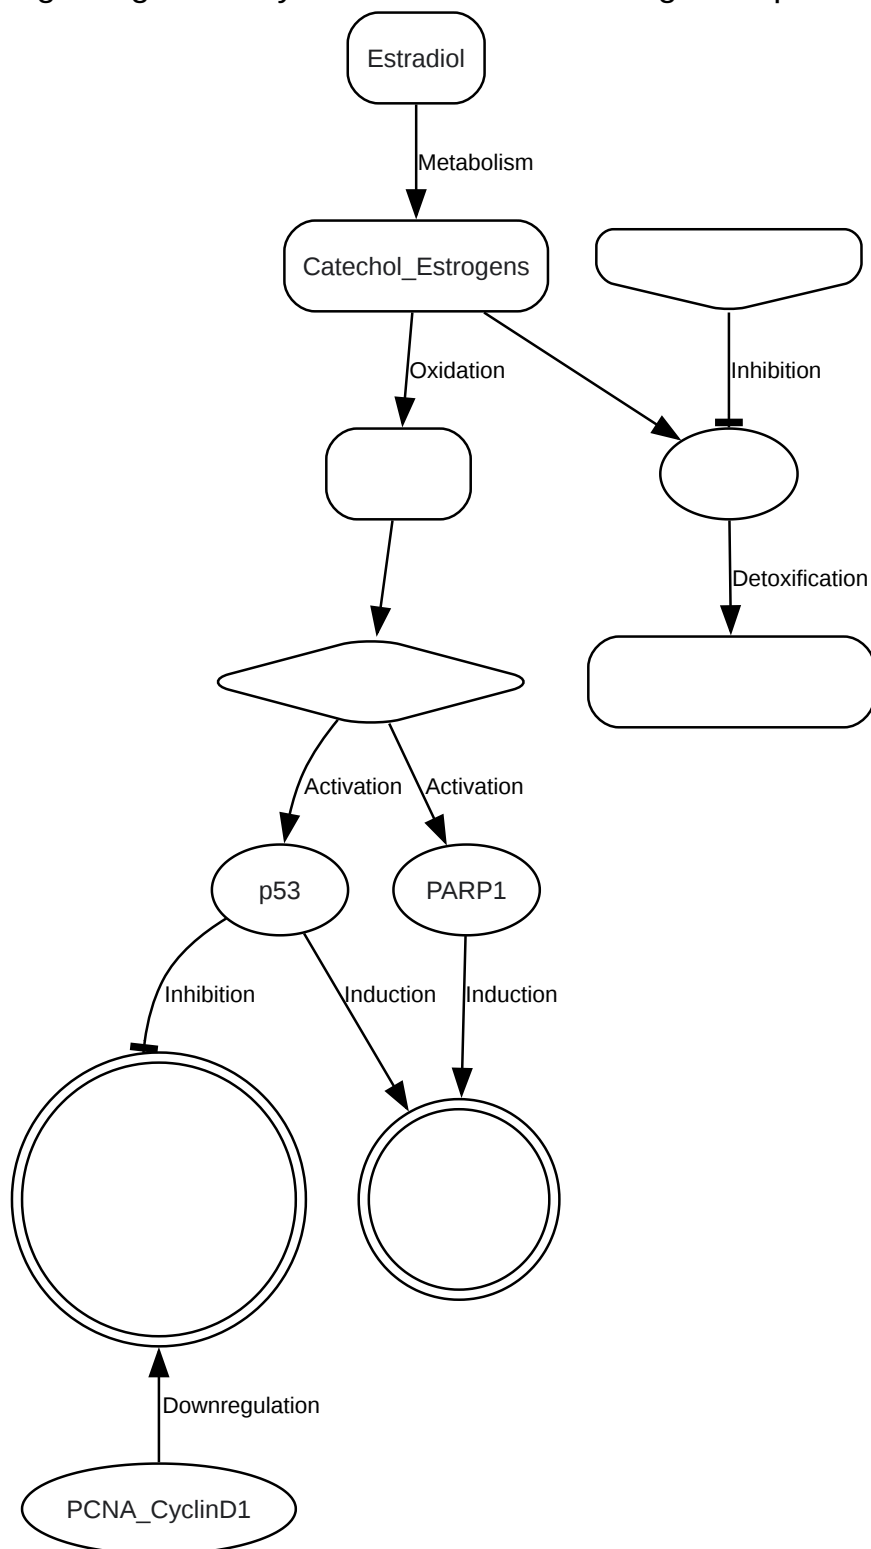 Estradiol
Metabolism
Catechol_Estrogens
Oxidation
Inhibition
Detoxification
Activation
Activation
p53
PARP1
Inhibition
Induction
Induction
Downregulation
PCNA_CyclinD1